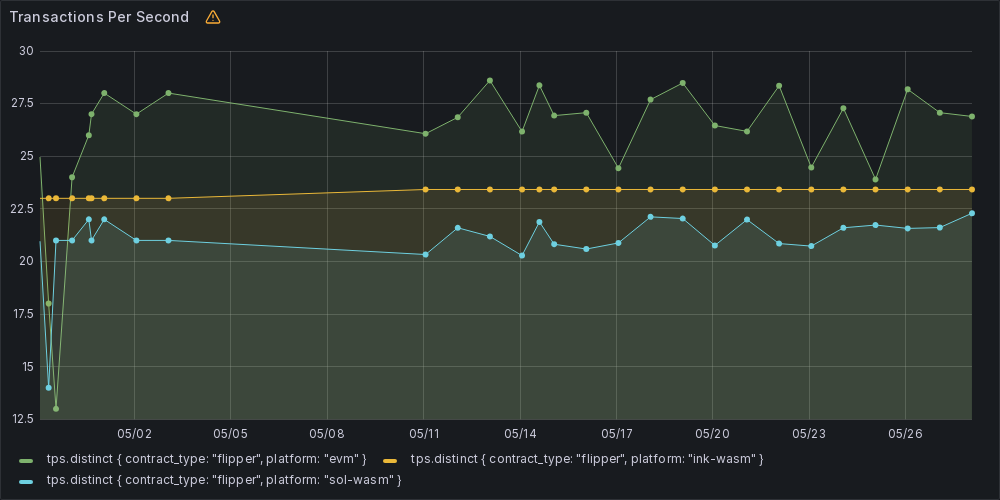 Transactions Per Second
30
27.5
25
22.5
20
17.5
15
12.5
05/02 05/05 05/08 05/11 05/14 05/17 05/20 05/23 05/26
tps.distinct { contract_type: "flipper", platform: "evm" } tps.distinct { contract_type: "flipper", platform: "ink-wasm" }
tps.distinct { contract_type: "flipper", platform: "sol-wasm" }